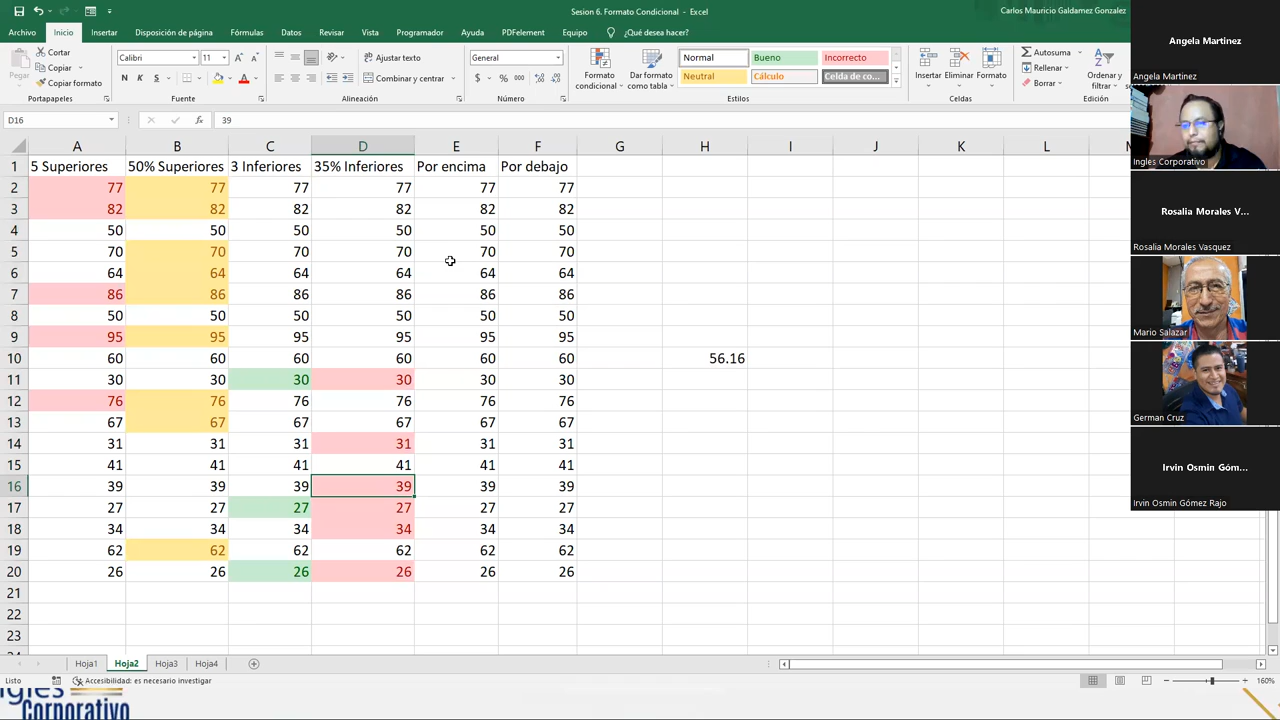 Sesion 6. Formato Condicional - Excel
Carlos Mauricio Galdamez Gonzalez
Archivo Inicio Insertar Disposición de página Fórmulas Datos Revisar Vista Programador Ayuda PDFelement Equipo ¿Qué desea hacer?
Pegar
Cortar
Copiar
Copiar formato
Portapapeles
Calibri 11
N K S
Fuente
Ajustar texto
Combinar y centrar
Alineación
General
$ % 000
Número
Formato condicional
Dar formato como tabla
Normal Bueno Incorrecto
Neutral Cálculo Celda de co...
Estilos
Insertar Eliminar Formato
Celdas
Autosuma
Rellenar
Borrar
Ordenar y filtrar
Edición
D16 fx 39
A B C D E F G H I J K L M
1 5 Superiores 50% Superiores 3 Inferiores 35% Inferiores Por encima Por debajo
2 77 77 77 77 77 77
3 82 82 82 82 82 82
4 50 50 50 50 50 50
5 70 70 70 70 70 70
6 64 64 64 64 64 64
7 86 86 86 86 86 86
8 50 50 50 50 50 50
9 95 95 95 95 95 95
10 60 60 60 60 60 60 56.16
11 30 30 30 30 30 30
12 76 76 76 76 76 76
13 67 67 67 67 67 67
14 31 31 31 31 31 31
15 41 41 41 41 41 41
16 39 39 39 39 39 39
17 27 27 27 27 27 27
18 34 34 34 34 34 34
19 62 62 62 62 62 62
20 26 26 26 26 26 26
21
22
23
Hoja1 Hoja2 Hoja3 Hoja4
Listo Accesibilidad: es necesario investigar 160%
Corporativo
Angela Martinez
Angela Martinez
Ingles Corporativo
Rosalia Morales V...
Rosalia Morales Vasquez
Mario Salazar
German Cruz
Irvin Osmin Góm...
Irvin Osmin Gómez Rajo